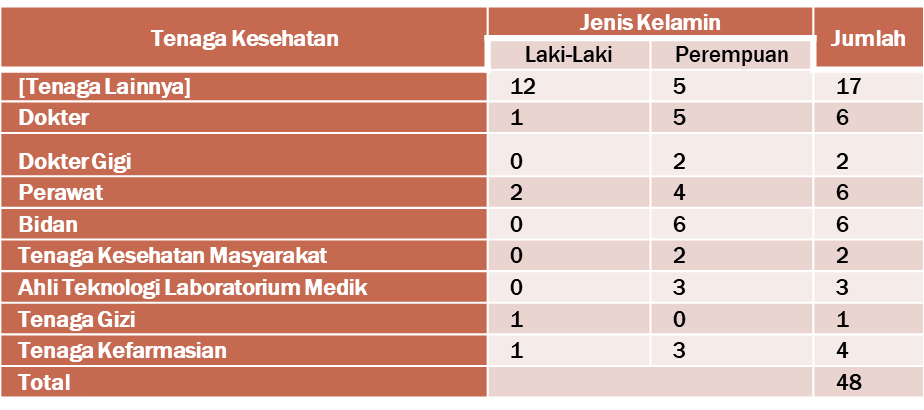 Tenaga Kesehatan Jenis Kelamin Jumlah
Laki-Laki Perempuan
[Tenaga Lainnya] 12 5 17
Dokter 1 5 6
Dokter Gigi 0 2 2
Perawat 2 4 6
Bidan 0 6 6
Tenaga Kesehatan Masyarakat 0 2 2
Ahli Teknologi Laboratorium Medik 0 3 3
Tenaga Gizi 1 0 1
Tenaga Kefarmasian 1 3 4
Total 48